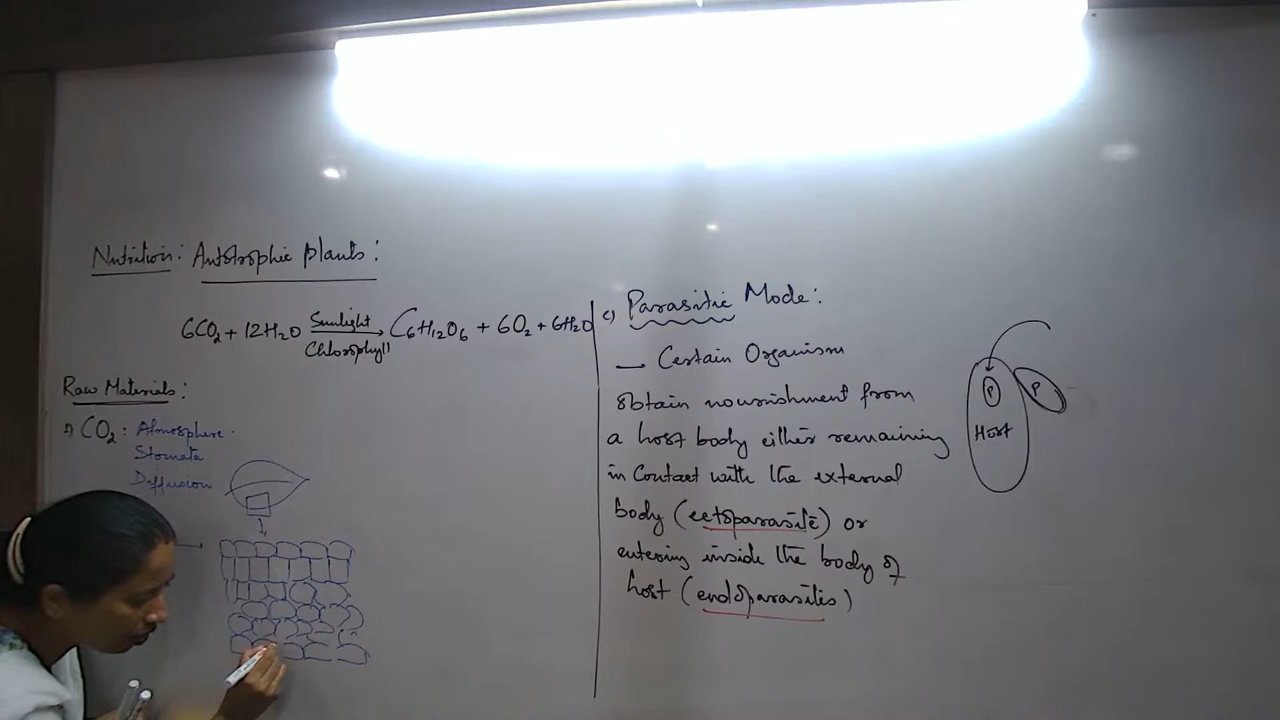 Nutrition: Autotrophic plants:
6CO₂ + 12H₂O Sunlight Chlorophyll → C₆H₁₂O₆ + 6O₂ + 6H₂O
Raw Materials:
1) CO₂: Atmosphere.
Stomata
Diffusion
c) Parasitic Mode:
— Certain Organism
obtain nourishment from
a host body either remaining
in Contact with the external
body (ectoparasite) or
entering inside the body of
host (endoparasites)
P
P
Host